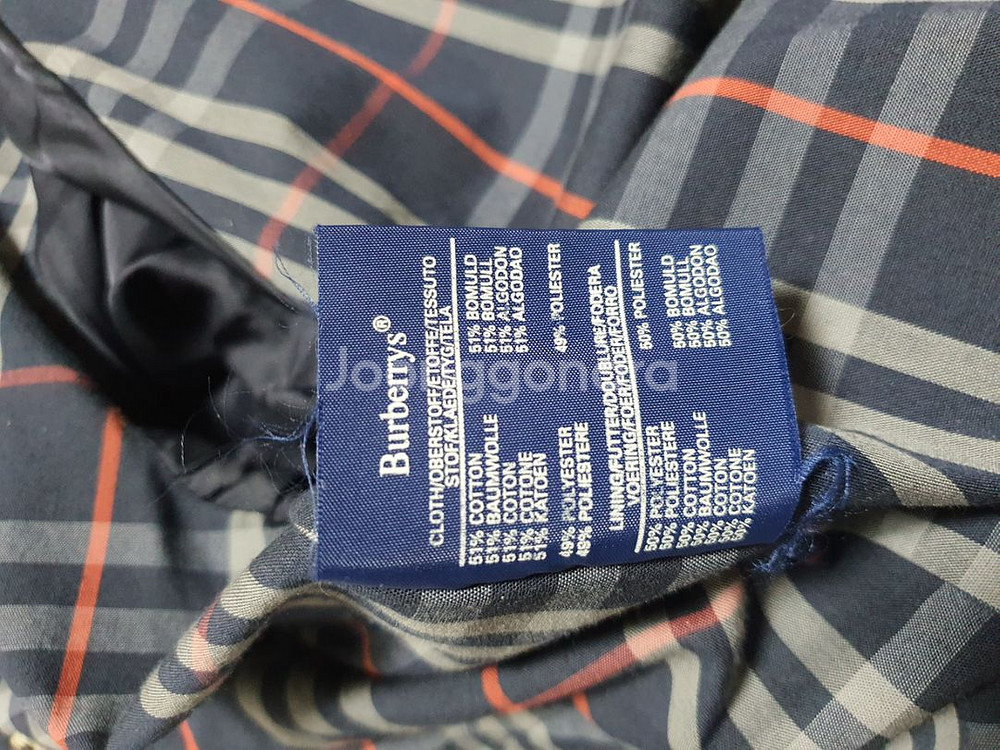 Burberrys®
CLOTH/OBERSTOFF/ETOFFE/TESSUTO
STOF/KLAEDE/TYG/TELA
51% COTTON 51% BOMULD
51% BAUMWOLLE 51% BOMULL
51% COTON 51% ALGODON
51% COTONE 51% ALGODAO
51% KATOEN
49% POLYESTER 49% POLIESTER
49% POLIESTERE
LINING/FUTTER/DOUBLURE/FODERA
VOERING/FOER/FODER/FORRO
50% POLYESTER 50% POLIESTER
50% POLIESTERE
50% COTTON 50% BOMULD
50% BAUMWOLLE 50% BOMULL
50% COTON 50% ALGODON
50% COTONE 50% ALGODAO
50% KATOEN
Joonggonara